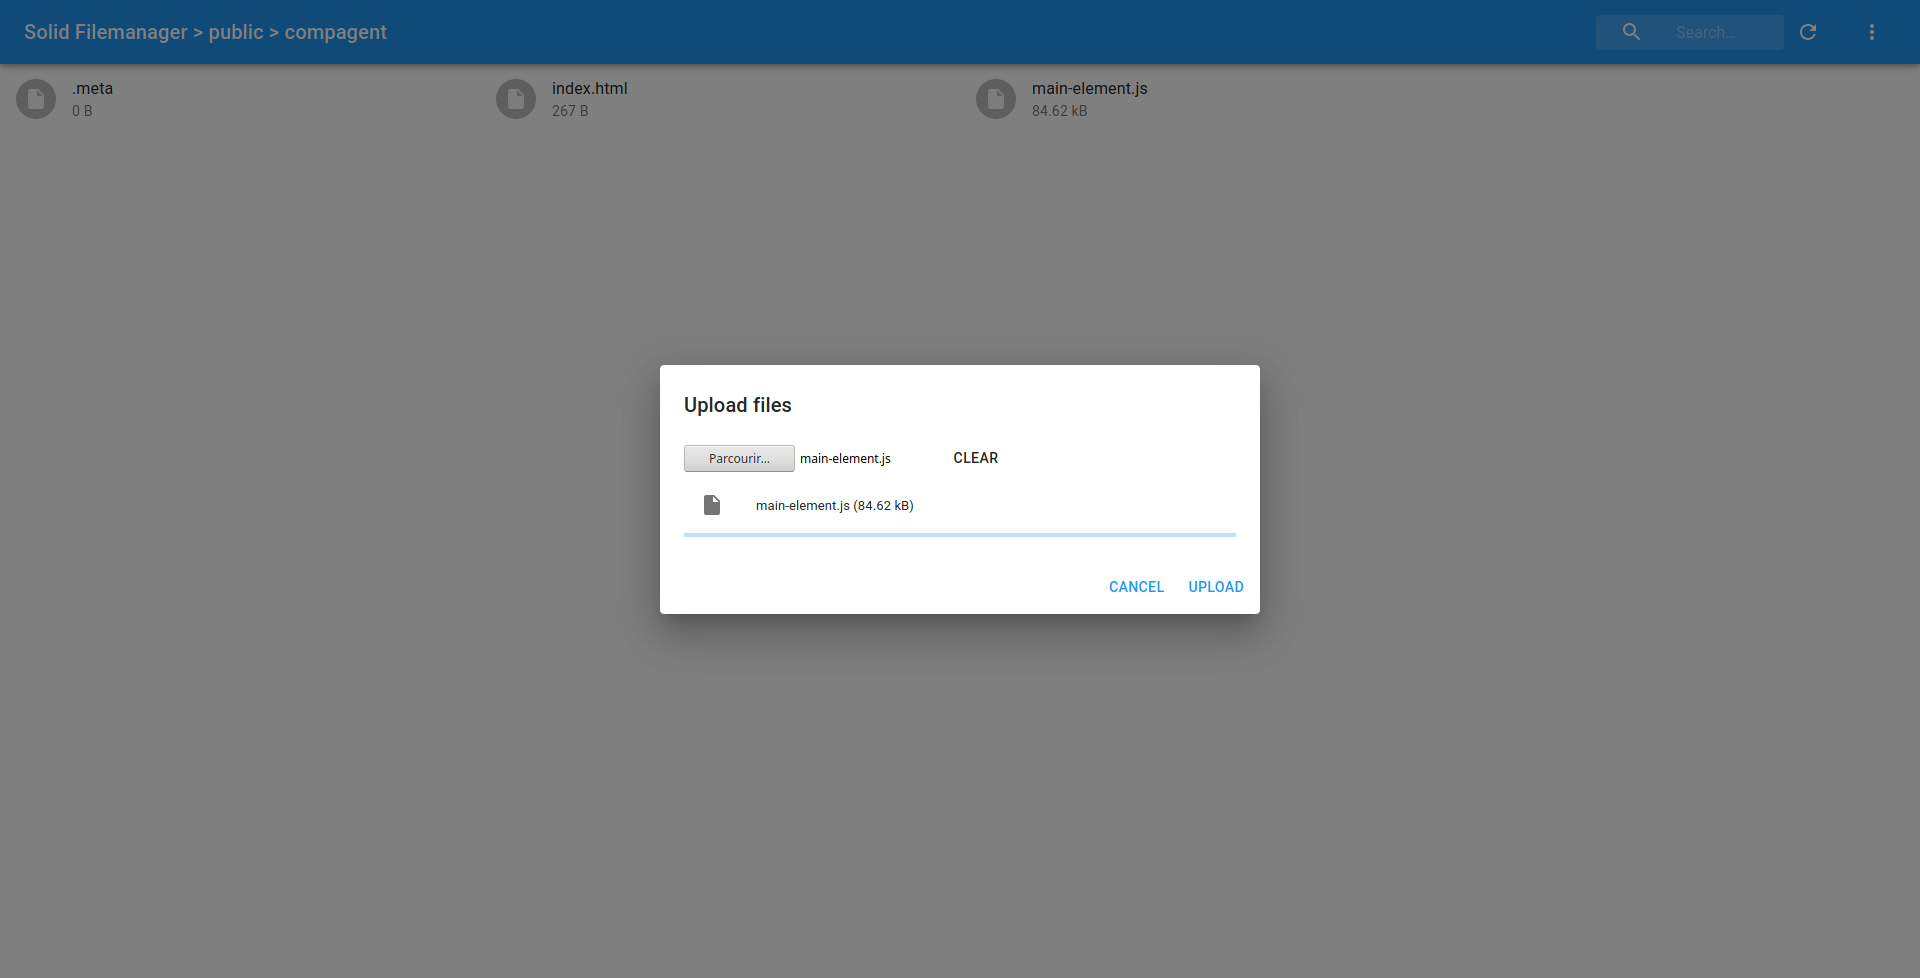 Solid Filemanager > public > compagent
Search...
.meta
0 B
index.html
267 B
main-element.js
84.62 kB
Upload files
Parcourir... main-element.js CLEAR
main-element.js (84.62 kB)
CANCEL UPLOAD